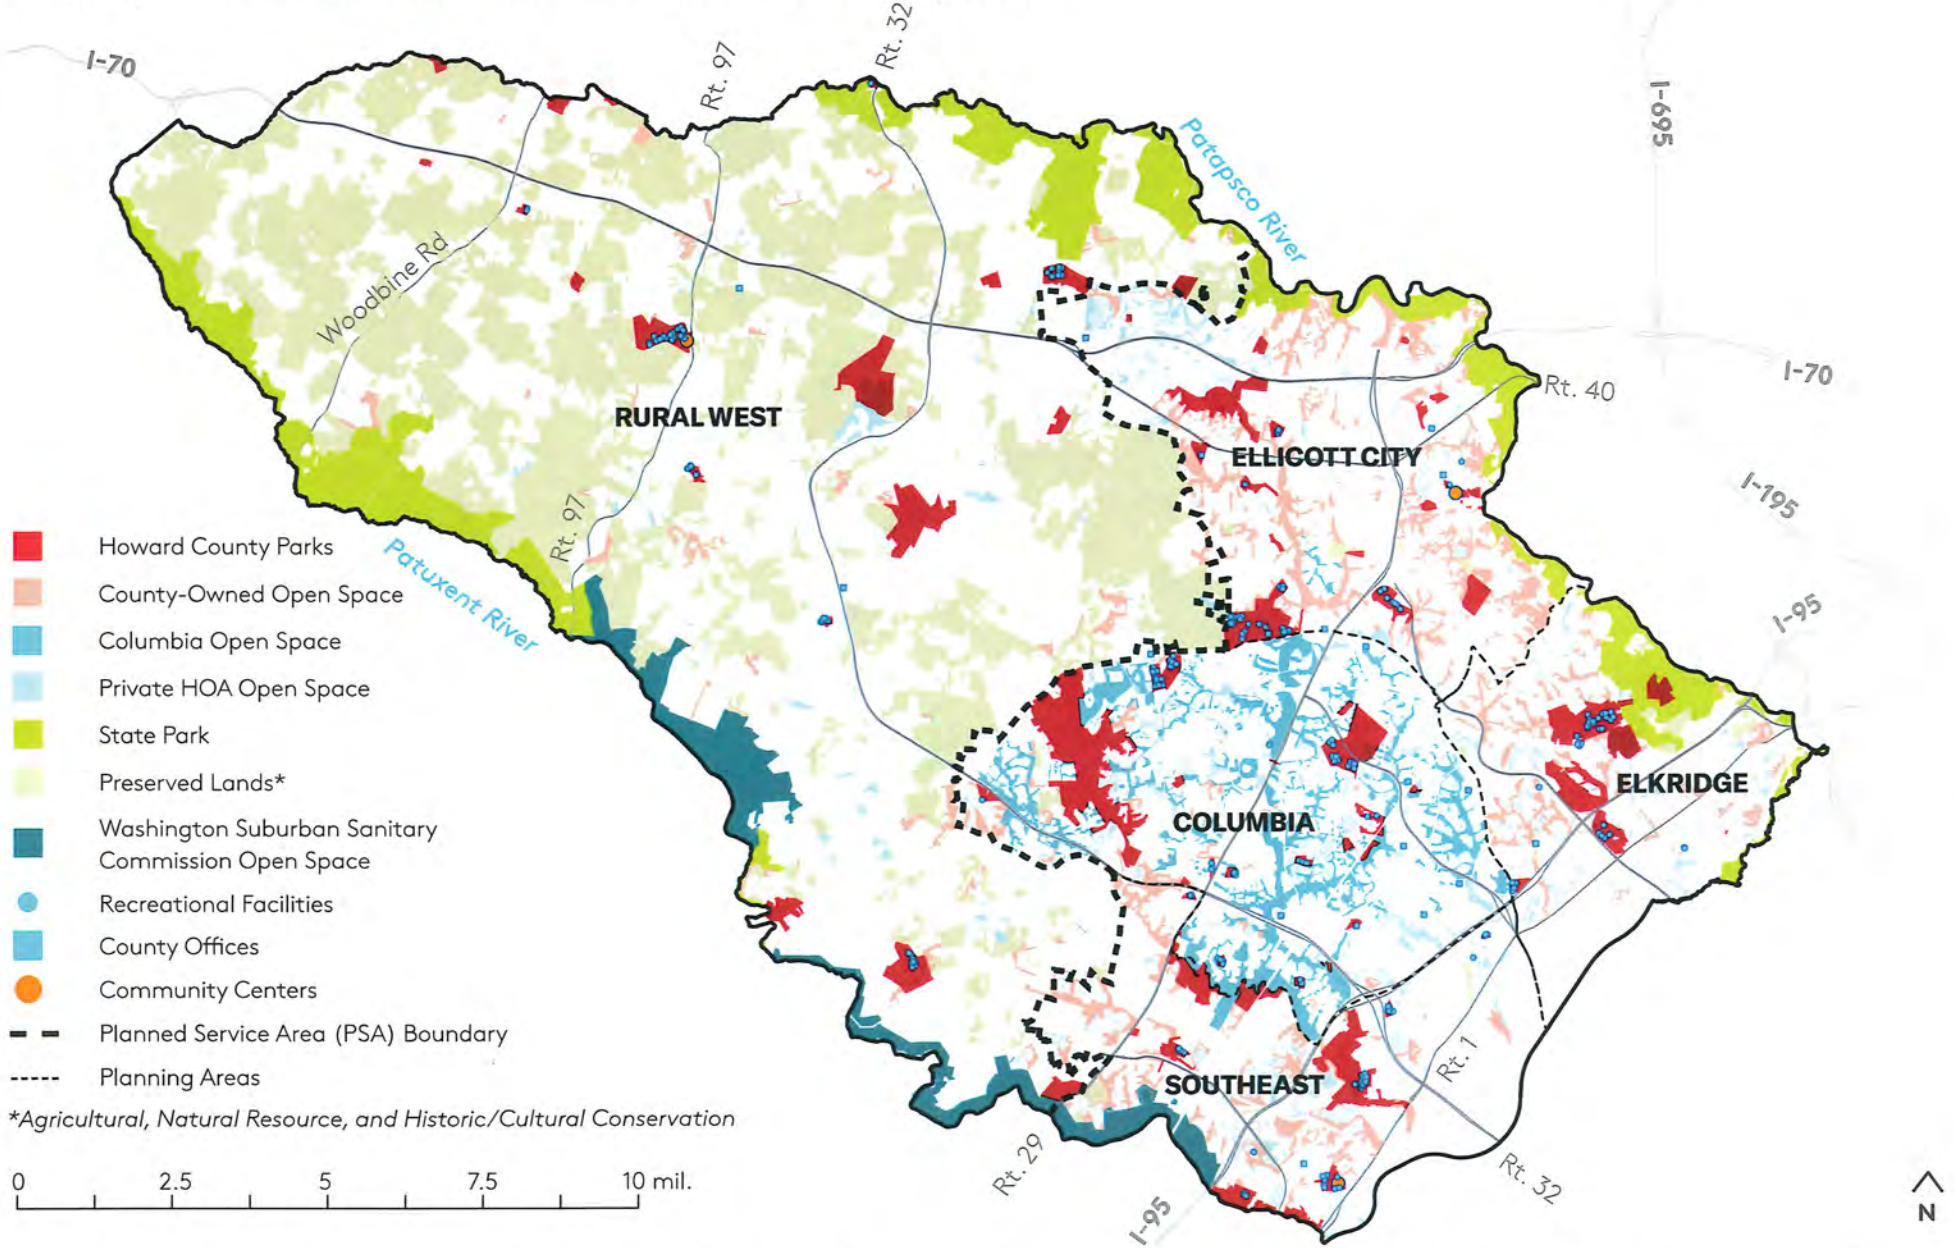 I-70
Rt. 97
Rt. 32
I-695
Patapsco River
Woodbine Rd
I-70
Rt. 40
RURAL WEST
ELLICOTT CITY
I-195
Rt. 97
Patuxent River
I-95
ELKRIDGE
COLUMBIA
Rt. 1
SOUTHEAST
Rt. 29
Rt. 32
I-95
Howard County Parks
County-Owned Open Space
Columbia Open Space
Private HOA Open Space
State Park
Preserved Lands*
Washington Suburban Sanitary
Commission Open Space
Recreational Facilities
County Offices
Community Centers
Planned Service Area (PSA) Boundary
Planning Areas
*Agricultural, Natural Resource, and Historic/Cultural Conservation
0 2.5 5 7.5 10 mil.
N